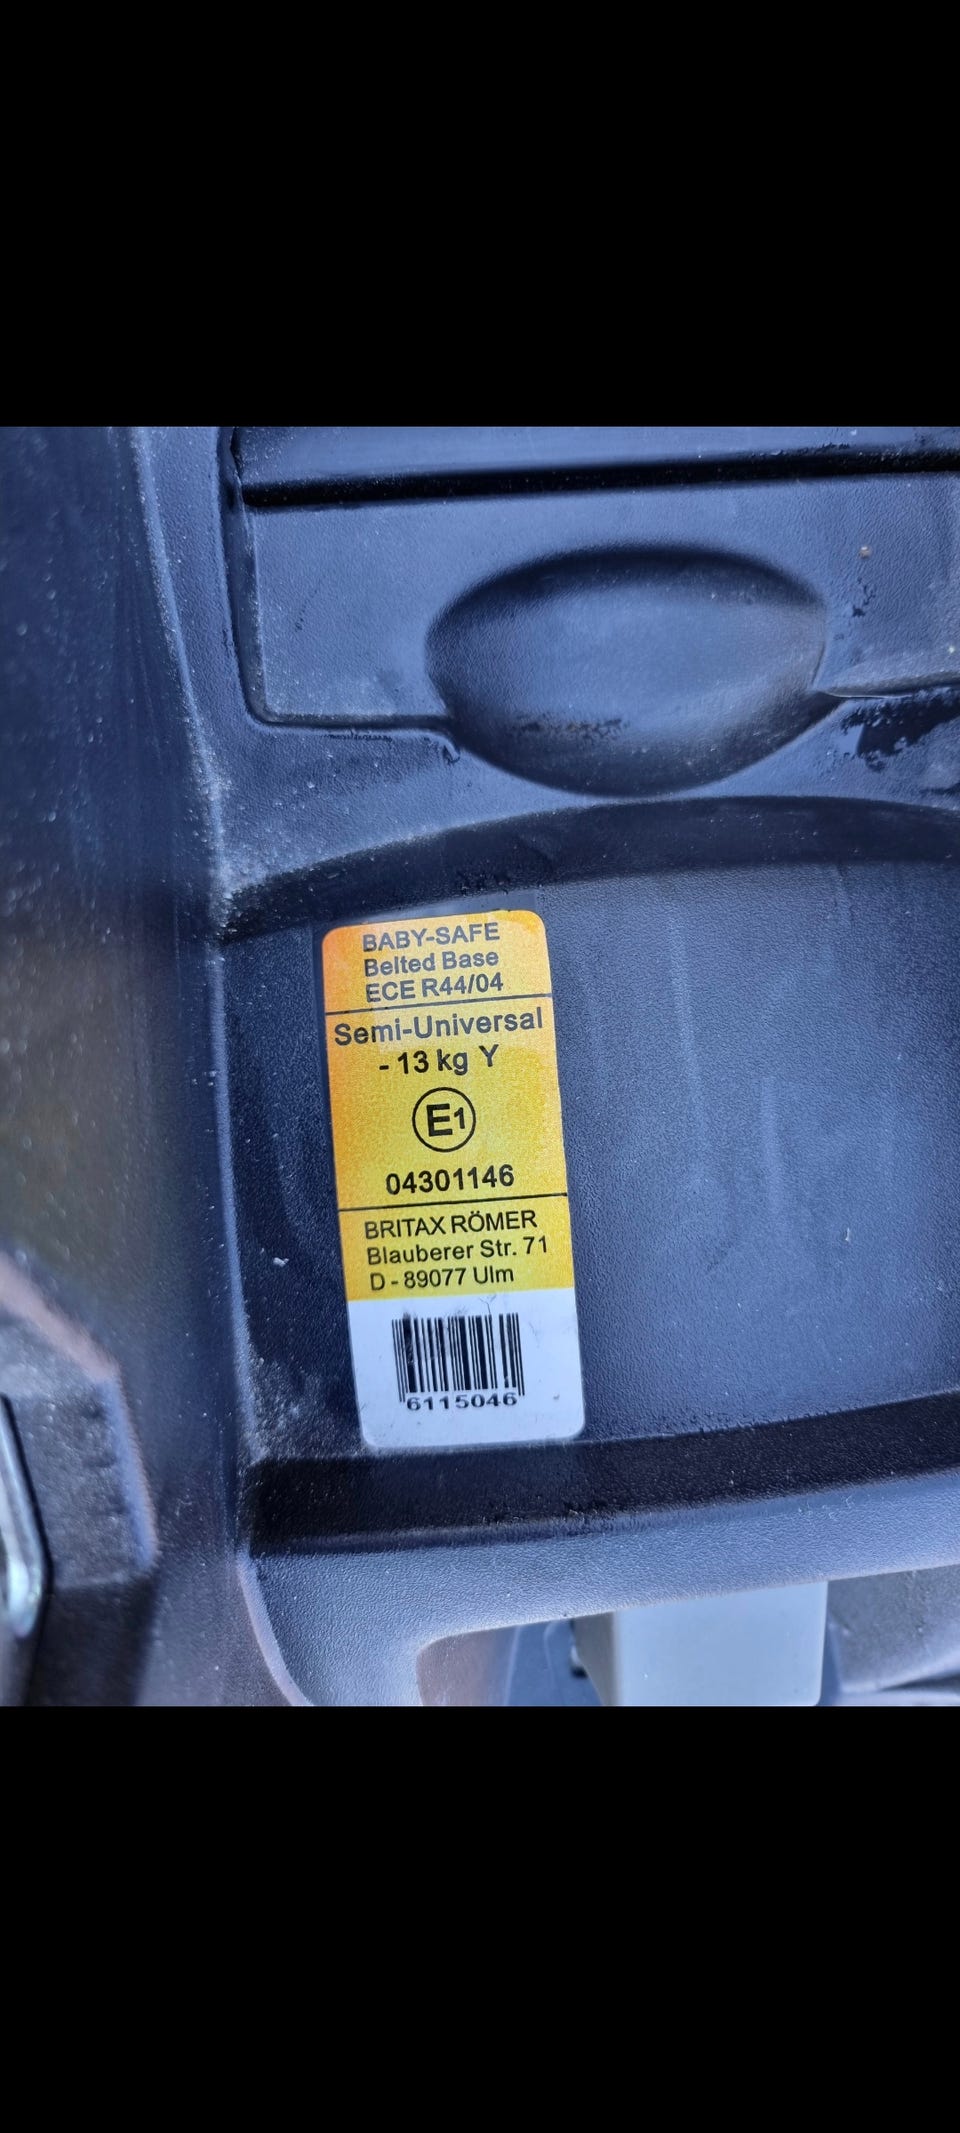 BABY-SAFE
Belted Base
ECE R44/04
Semi-Universal
- 13 kg Y
E1
04301146
BRITAX RÖMER
Blauberer Str. 71
D - 89077 Ulm
6115046